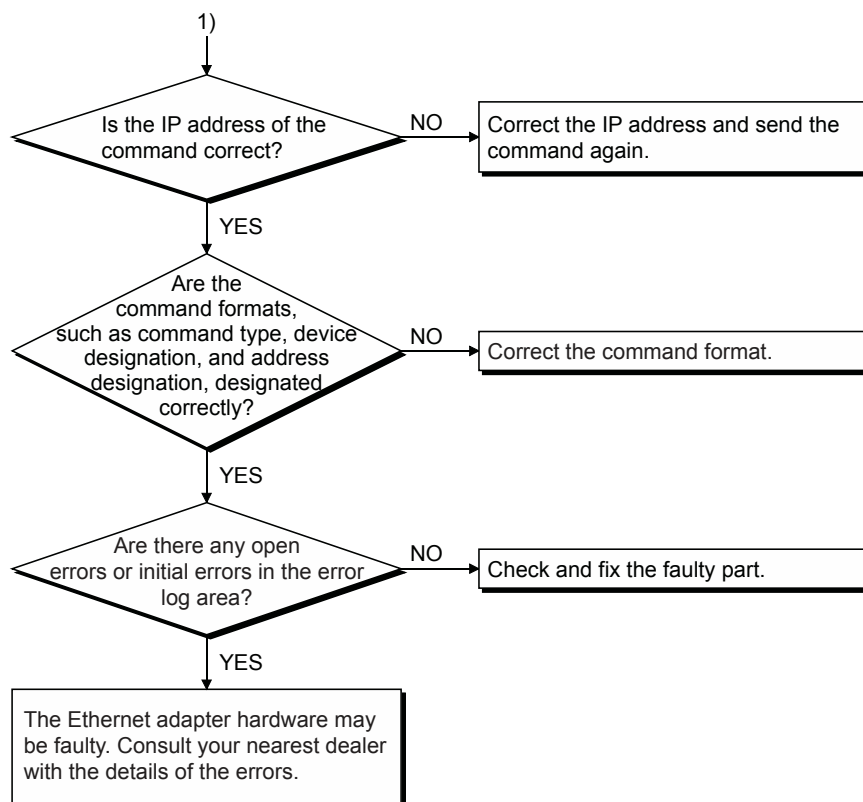 1)
Is the IP address of the
command correct?
NO
Correct the IP address and send the
command again.
YES
Are the
command formats,
such as command type, device
designation, and address
designation, designated
correctly?
NO
Correct the command format.
YES
Are there any open
errors or initial errors in the error
log area?
NO
Check and fix the faulty part.
YES
The Ethernet adapter hardware may
be faulty. Consult your nearest dealer
with the details of the errors.